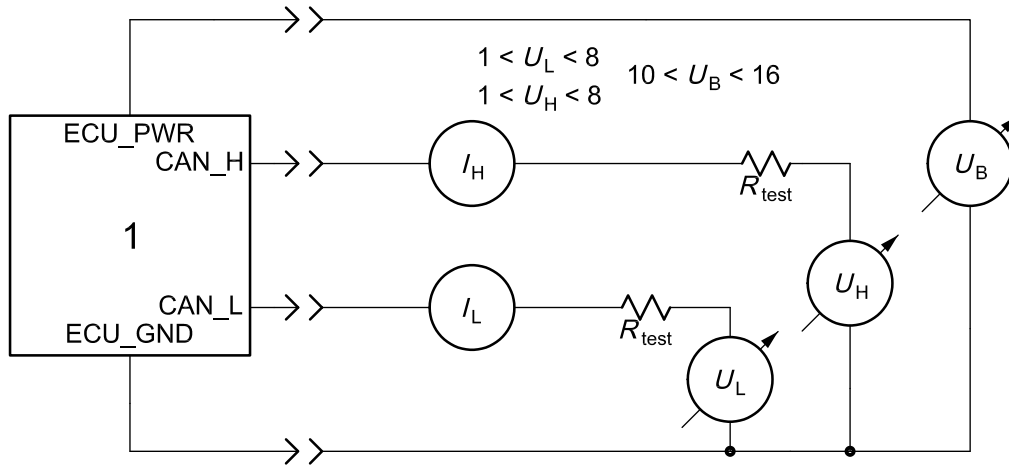 1 < U_L < 8
10 < U_B < 16
1 < U_H < 8
ECU_PWR
CAN_H
I_H
R_test
U_B
1
U_H
CAN_L
I_L
R_test
ECU_GND
U_L